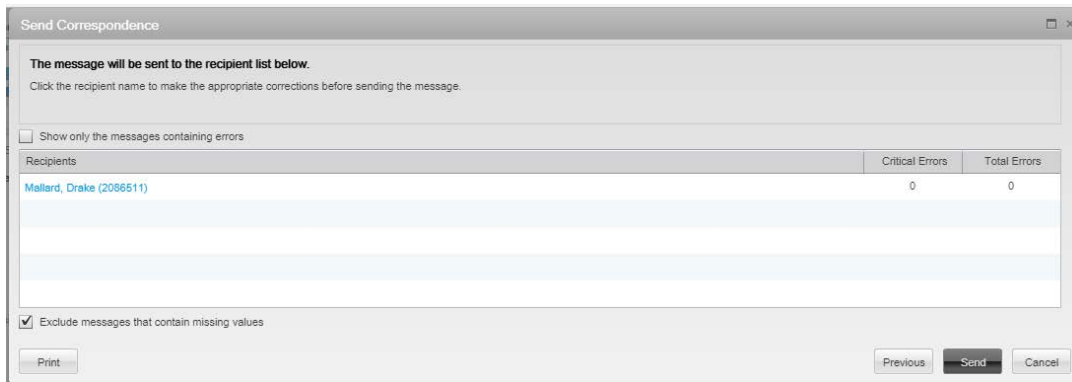 Send Correspondence
The message will be sent to the recipient list below.
Click the recipient name to make the appropriate corrections before sending the message.
Show only the messages containing errors
Recipients Critical Errors Total Errors
Mallard, Drake (2086511) 0 0
Exclude messages that contain missing values
Print Previous Send Cancel